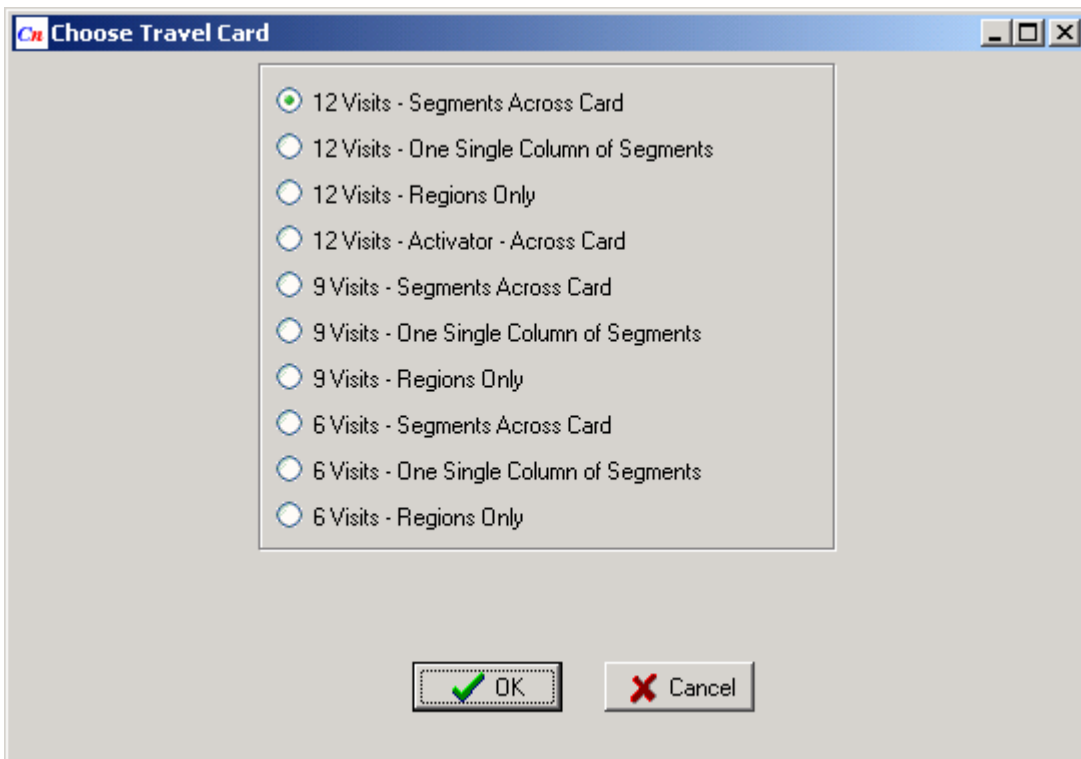 Cn Choose Travel Card
12 Visits - Segments Across Card
12 Visits - One Single Column of Segments
12 Visits - Regions Only
12 Visits - Activator - Across Card
9 Visits - Segments Across Card
9 Visits - One Single Column of Segments
9 Visits - Regions Only
6 Visits - Segments Across Card
6 Visits - One Single Column of Segments
6 Visits - Regions Only
OK Cancel